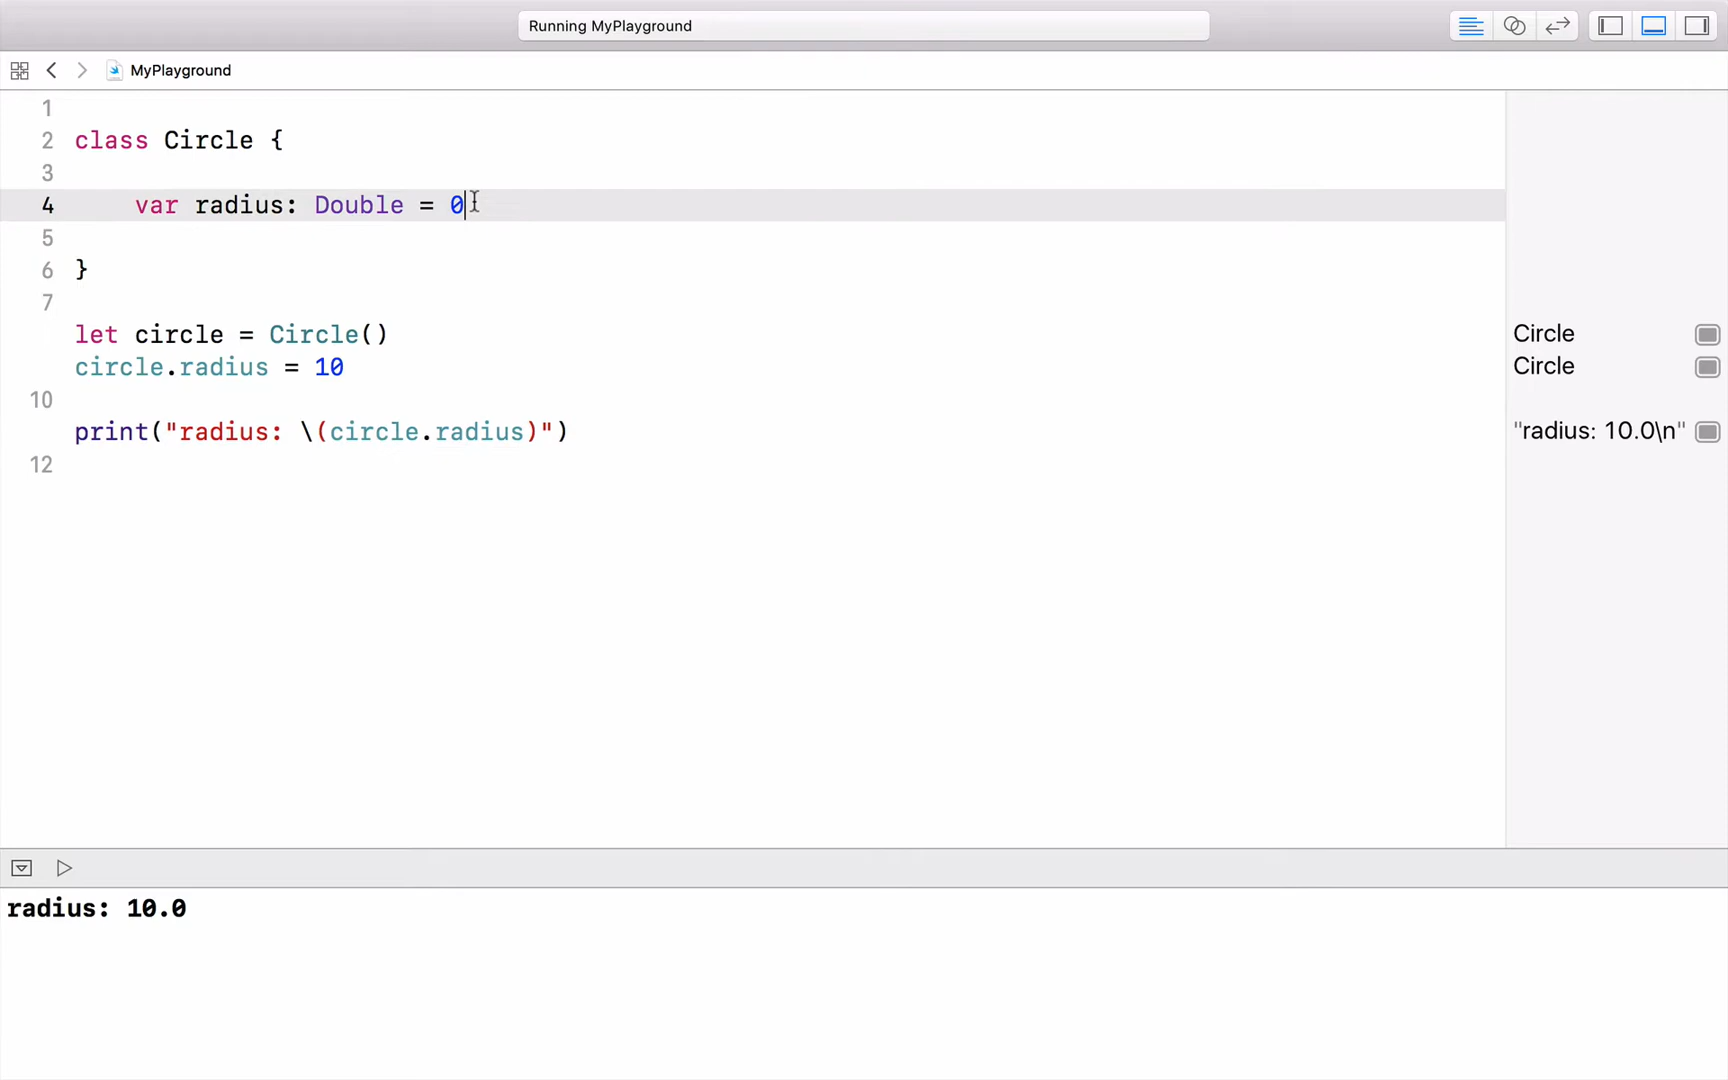 Running MyPlayground
MyPlayground
1
2 class Circle {
3
4 var radius: Double = 0
5
6 }
7
let circle = Circle() Circle
circle.radius = 10 Circle
10
print("radius: \(circle.radius)") "radius: 10.0\n"
12
radius: 10.0